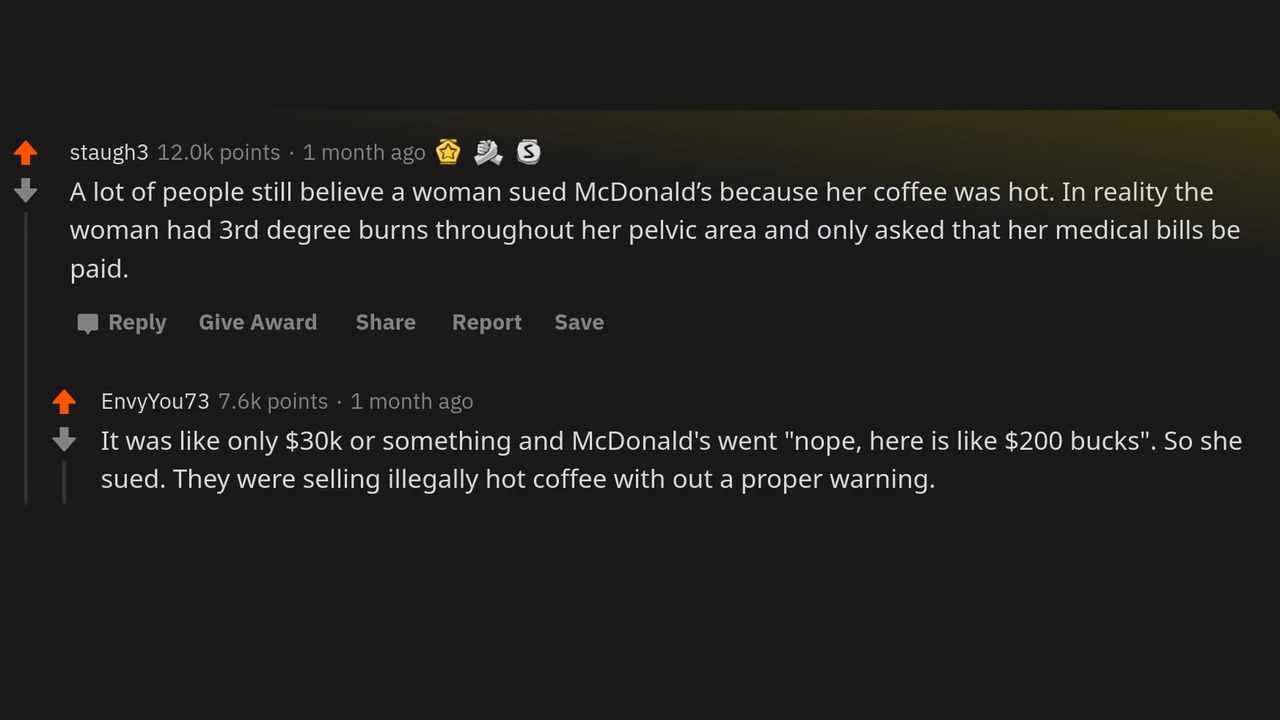 staugh3 12.0k points · 1 month ago
A lot of people still believe a woman sued McDonald’s because her coffee was hot. In reality the
woman had 3rd degree burns throughout her pelvic area and only asked that her medical bills be
paid.
Reply Give Award Share Report Save
EnvyYou73 7.6k points · 1 month ago
It was like only $30k or something and McDonald's went "nope, here is like $200 bucks". So she
sued. They were selling illegally hot coffee with out a proper warning.